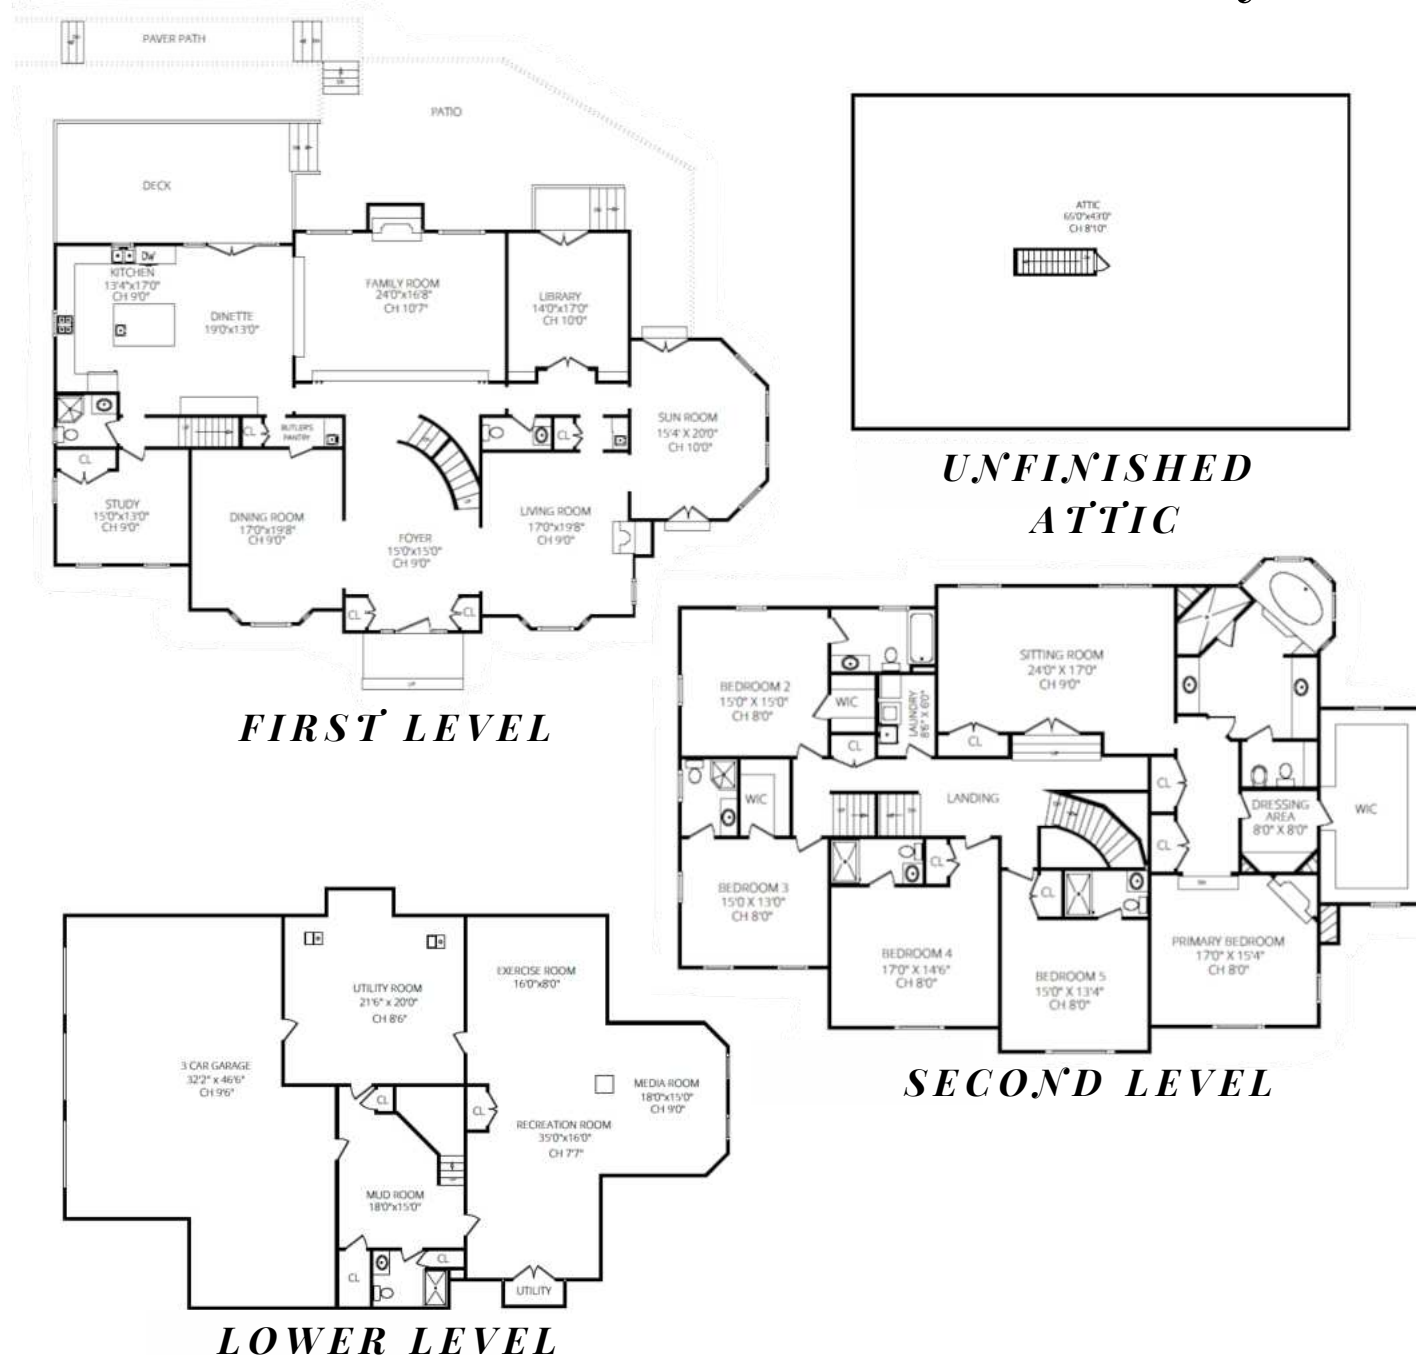 PAVER PATH
PATIO
DECK
DW
KITCHEN
13'4"x17'0"
CH 9'0"
DINETTE
19'0"x13'0"
FAMILY ROOM
24'0"x16'8"
CH 10'7"
LIBRARY
14'0"x17'0"
CH 10'0"
SUN ROOM
15'4' X 20'0"
CH 10'0"
CL
BUTLER'S
PANTRY
CL
CL
STUDY
15'0"x13'0"
CH 9'0"
DINING ROOM
17'0"x19'8"
CH 9'0"
FOYER
15'0"x15'0"
CH 9'0"
LIVING ROOM
17'0"x19'8"
CH 9'0"
CL
CL
UP
UP
FIRST LEVEL
ATTIC
65'0"x43'0"
CH 8'10"
UNFINISHED
ATTIC
BEDROOM 2
15'0" X 15'0"
CH 8'0"
WIC
CL
LAUNDRY
8'6" X 6'0"
SITTING ROOM
24'0" X 17'0"
CH 9'0"
CL
UP
WIC
LANDING
CL
CL
DRESSING
AREA
8'0" X 8'0"
WIC
BEDROOM 3
15'0 X 13'0"
CH 8'0"
CL
BEDROOM 4
17'0" X 14'6"
CH 8'0"
CL
BEDROOM 5
15'0" X 13'4"
CH 8'0"
PRIMARY BEDROOM
17'0" X 15'4"
CH 8'0"
SECOND LEVEL
3 CAR GARAGE
32'2" x 46'6"
CH 9'6"
UTILITY ROOM
21'6" x 20'0"
CH 8'6"
EXERCISE ROOM
16'0"x8'0"
MEDIA ROOM
18'0"x15'0"
CH 9'0"
CL
CL
RECREATION ROOM
35'0"x16'0"
CH 7'7"
MUD ROOM
18'0"x15'0"
CL
CL
UTILITY
LOWER LEVEL